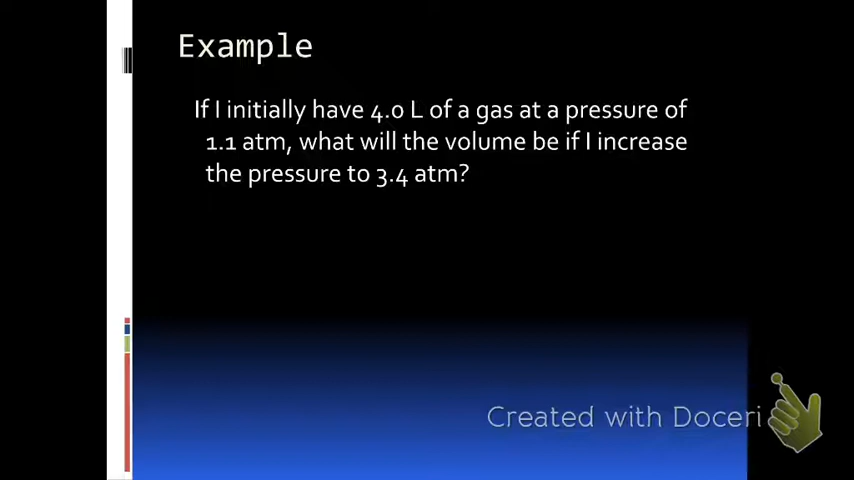 Example
If I initially have 4.0 L of a gas at a pressure of
1.1 atm, what will the volume be if I increase
the pressure to 3.4 atm?
Created with Doceri